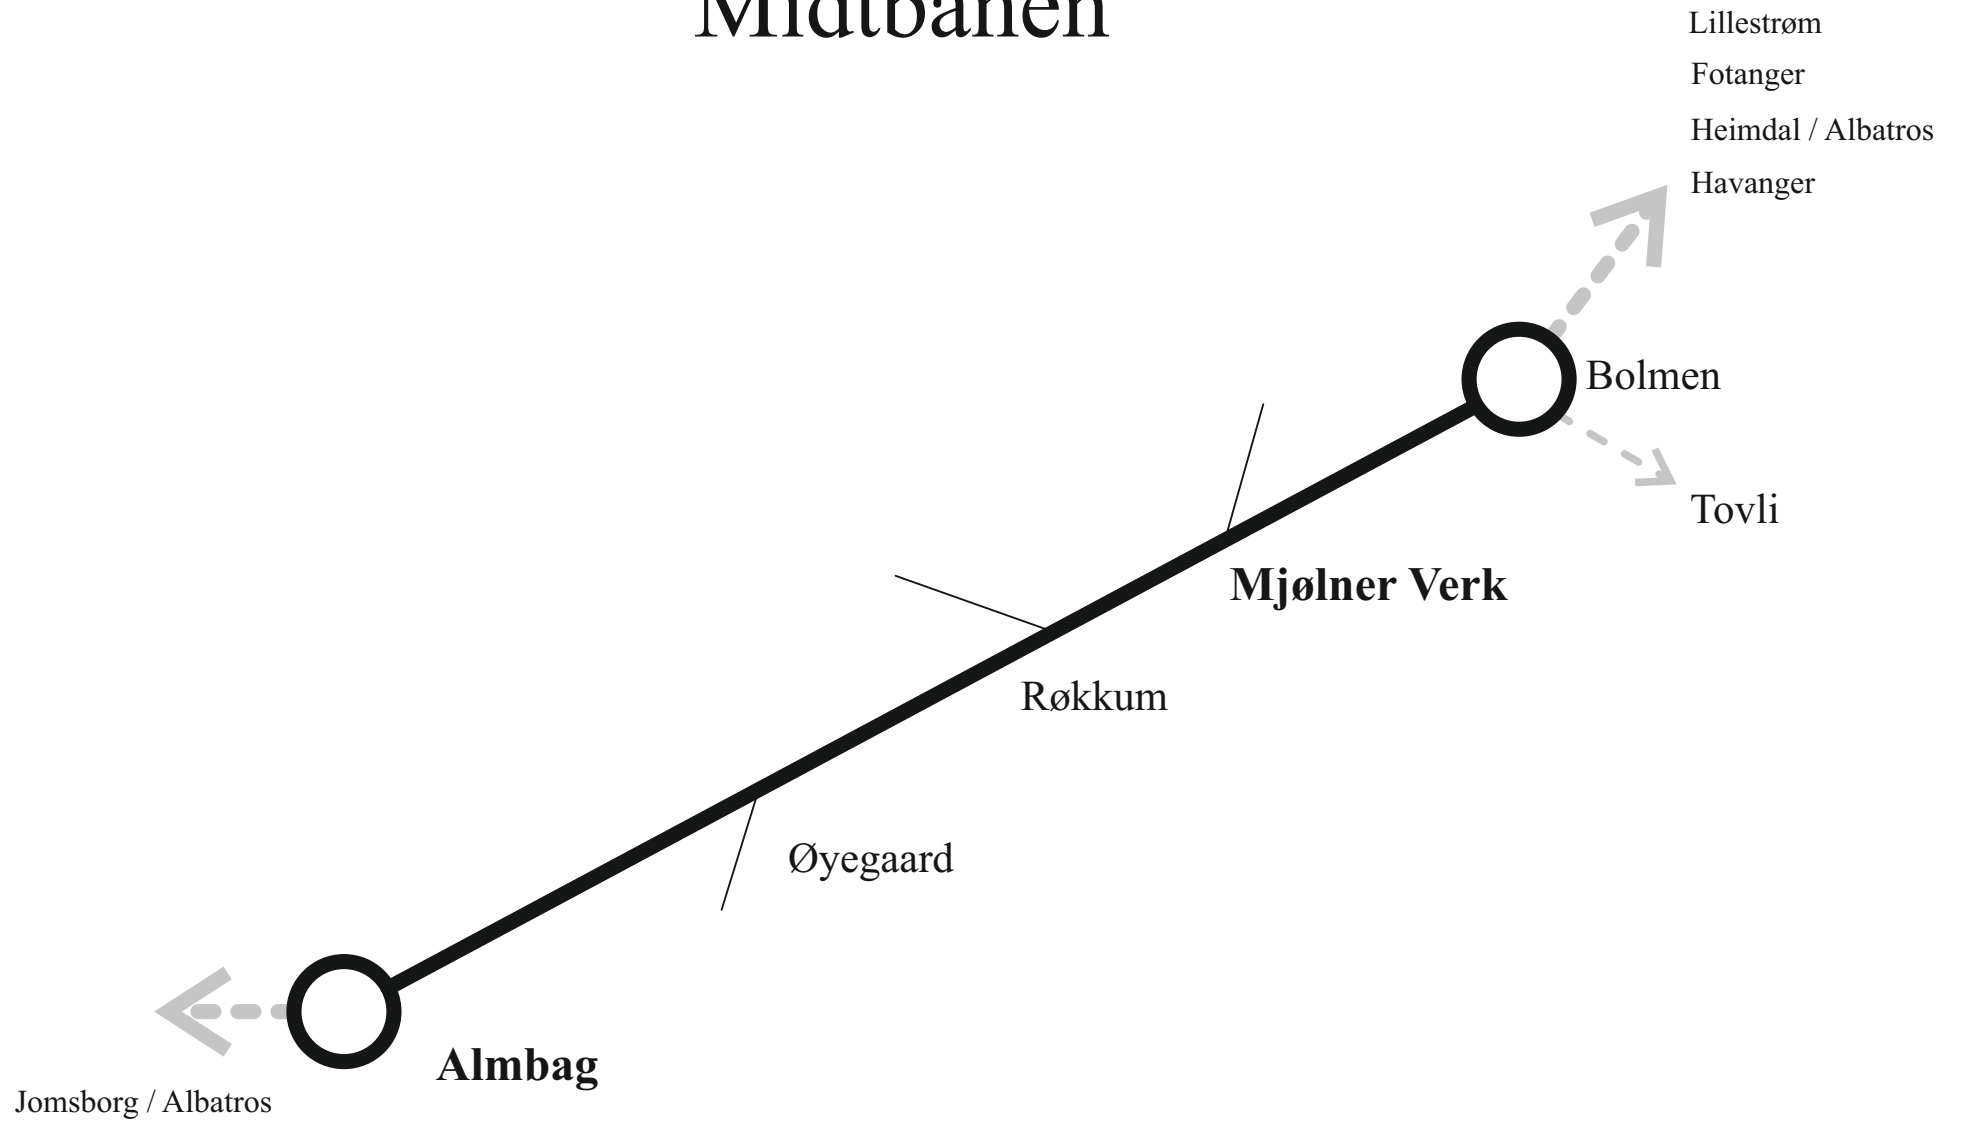 Midtbanen
Lillestrøm
Fotanger
Heimdal / Albatros
Havanger
Bolmen
Tovli
Mjølner Verk
Røkkum
Øyegaard
Almbag
Jomsborg / Albatros